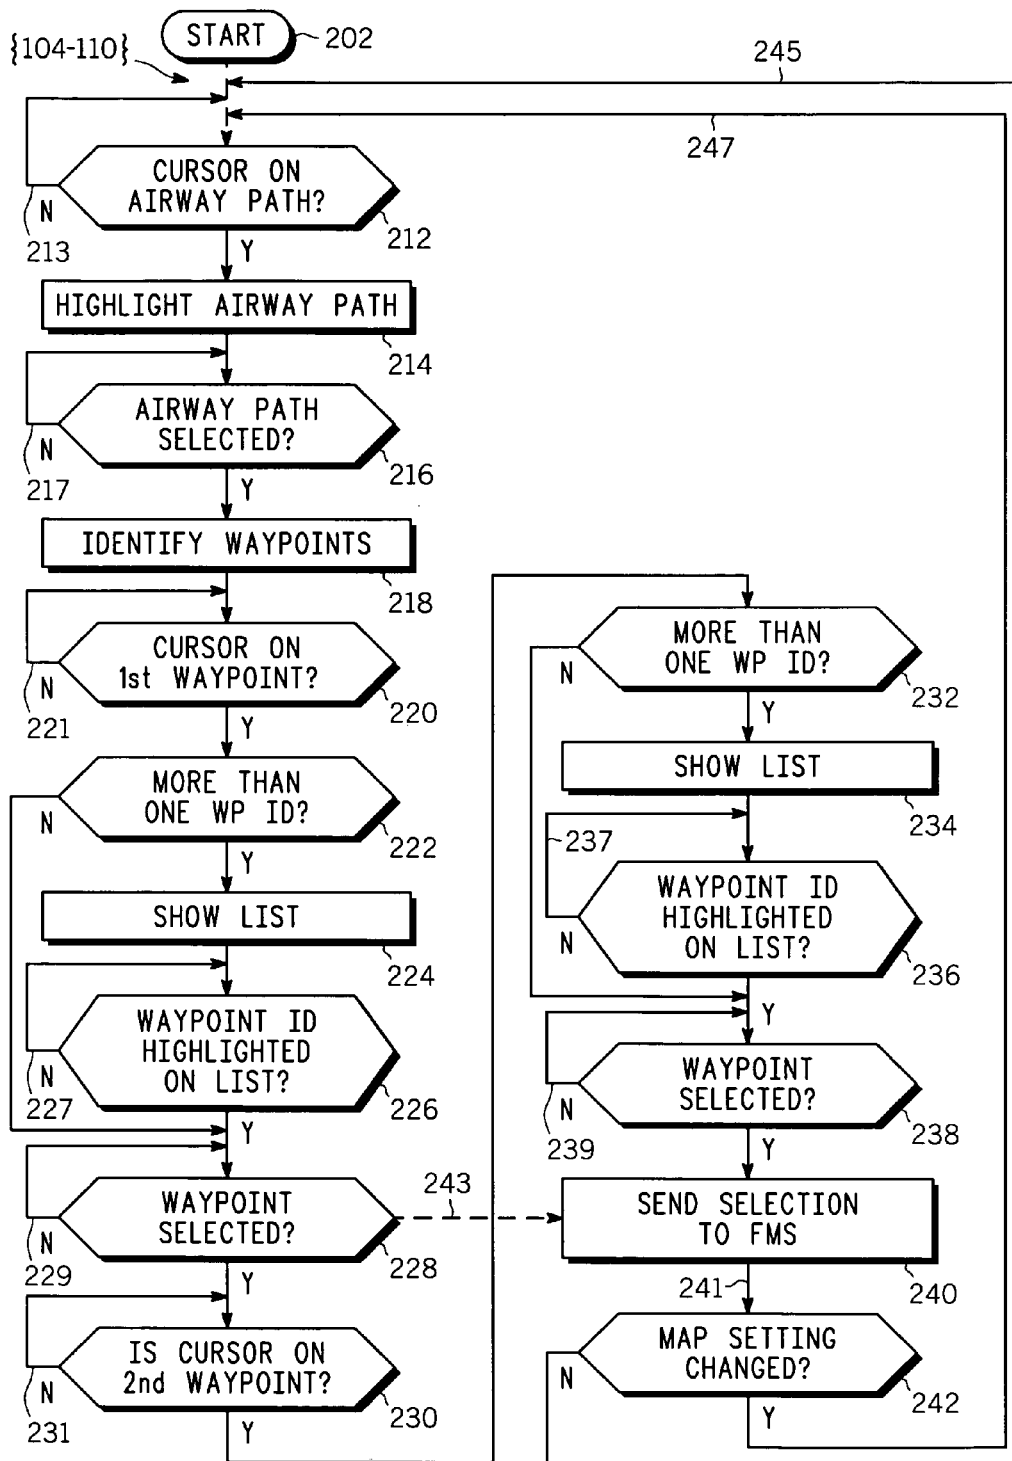 START
202
{104-110}
245
247
CURSOR ON
AIRWAY PATH?
N
213
212
Y
HIGHLIGHT AIRWAY PATH
214
AIRWAY PATH
SELECTED?
N
217
216
Y
IDENTIFY WAYPOINTS
218
CURSOR ON
1st WAYPOINT?
N
221
220
Y
MORE THAN
ONE WP ID?
N
222
Y
SHOW LIST
224
WAYPOINT ID
HIGHLIGHTED
ON LIST?
N
227
226
Y
WAYPOINT
SELECTED?
N
229
228
243
Y
IS CURSOR ON
2nd WAYPOINT?
N
231
230
Y
MORE THAN
ONE WP ID?
N
232
Y
SHOW LIST
234
237
WAYPOINT ID
HIGHLIGHTED
ON LIST?
N
236
Y
WAYPOINT
SELECTED?
N
239
238
Y
SEND SELECTION
TO FMS
240
241
MAP SETTING
CHANGED?
N
242
Y